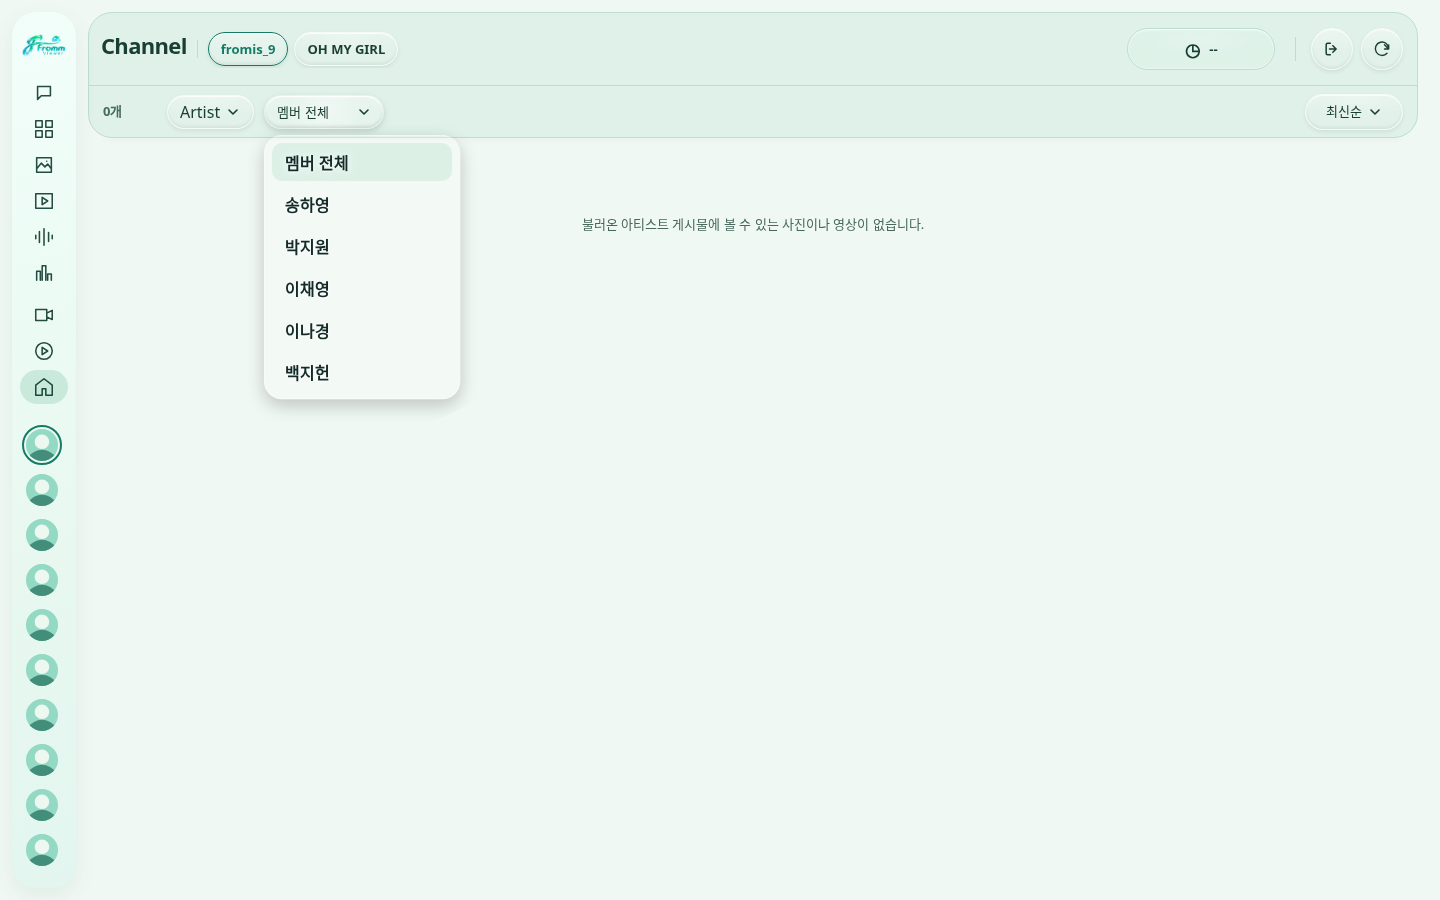 Fromm
Viewer
Channel
fromis_9
OH MY GIRL
--
0개
Artist
멤버 전체
최신순
멤버 전체
송하영
박지원
이채영
이나경
백지헌
불러온 아티스트 게시물에 볼 수 있는 사진이나 영상이 없습니다.